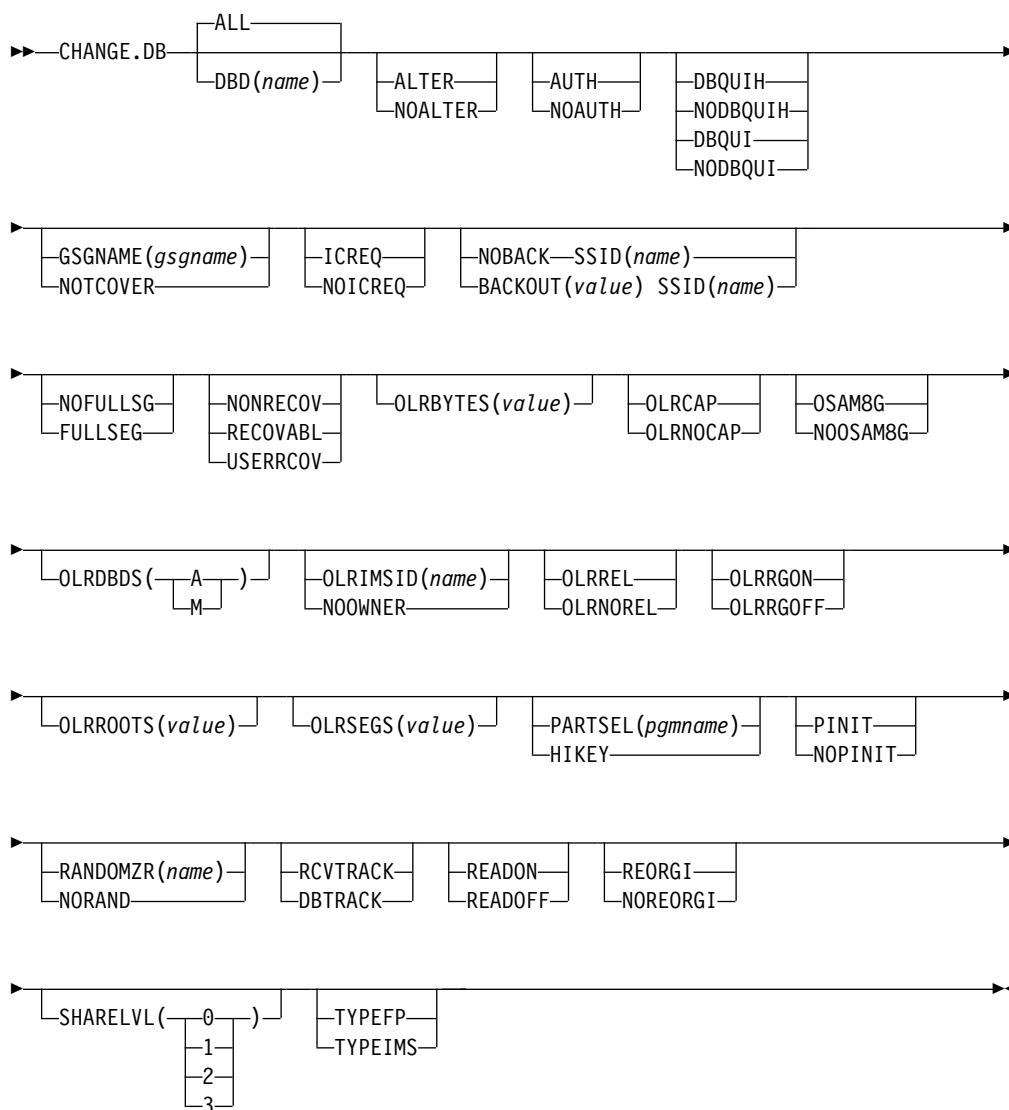 ALL
CHANGE.DB
DBD(name) ALTER AUTH DBQUIH
NOALTER NOAUTH NODBQUIH
DBQUI
NODBQUI
GSGNAME(gsgname) ICREQ NOBACK SSID(name)
NOTCOVER NOICREQ BACKOUT(value) SSID(name)
NOFULLSG NONRECOV OLRBYTES(value) OLRCAP OSAM8G
FULLSEG RECOVABL OLRNOCAP NOOSAM8G
USERRCOV
OLRDBDS( A ) OLRIMSID(name) OLRREL OLRRGON
M NOOWNER OLRNOREL OLRRGOFF
OLRROOTS(value) OLRSEGS(value) PARTSEL(pgmname) PINIT
HIKEY NOPINIT
RANDOMZR(name) RCVTRACK READON REORGI
NORAND DBTRACK READOFF NOREORGI
SHARELVL( 0 ) TYPEFP
1 TYPEIMS
2
3